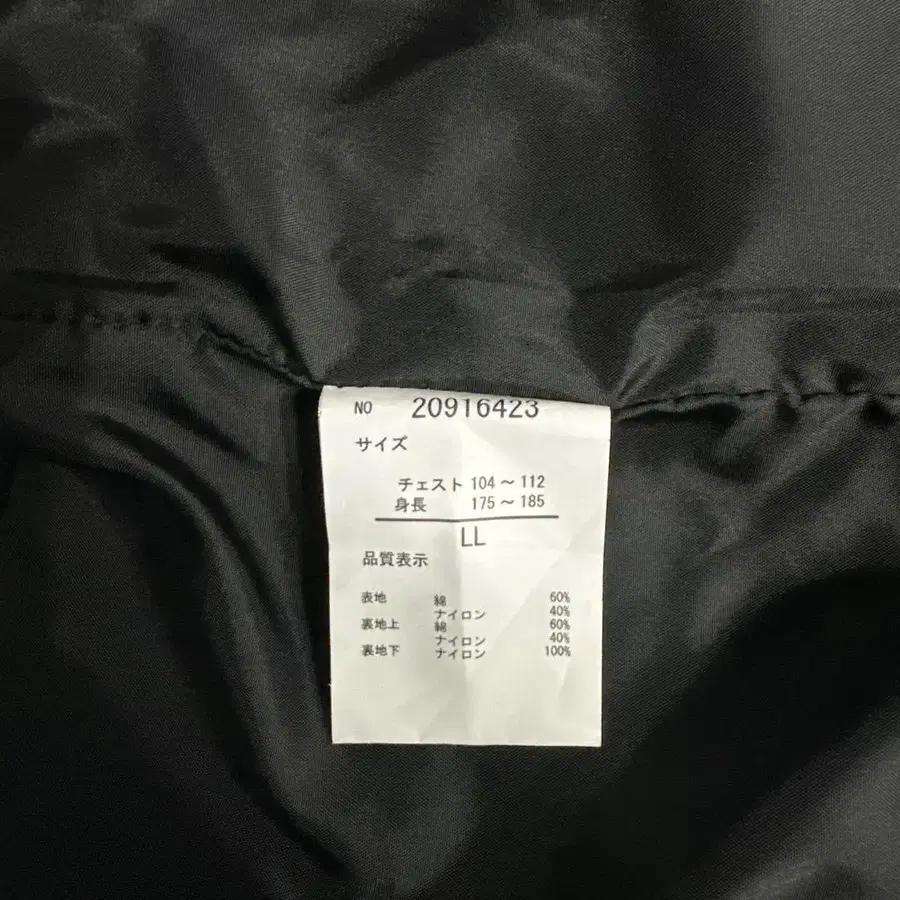 NO 20916423
サイズ
チェスト 104～112
身長 175～185
LL
品質表示
表地 綿 60%
ナイロン 40%
裏地上 綿 60%
ナイロン 40%
裏地下 ナイロン 100%